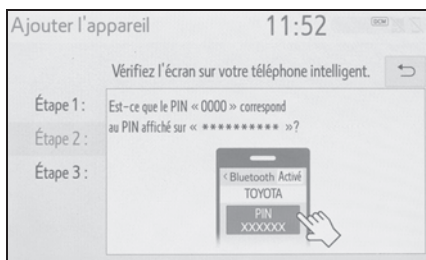 Ajouter l'appareil 11:52 DCM
Vérifiez l'écran sur votre téléphone intelligent.
Étape 1 : Est-ce que le PIN « 0000 » correspond
au PIN affiché sur « ✱✱✱✱✱✱✱✱✱✱ »?
Étape 2 :
Étape 3 :
< Bluetooth Activé
TOYOTA
PIN
XXXXXX